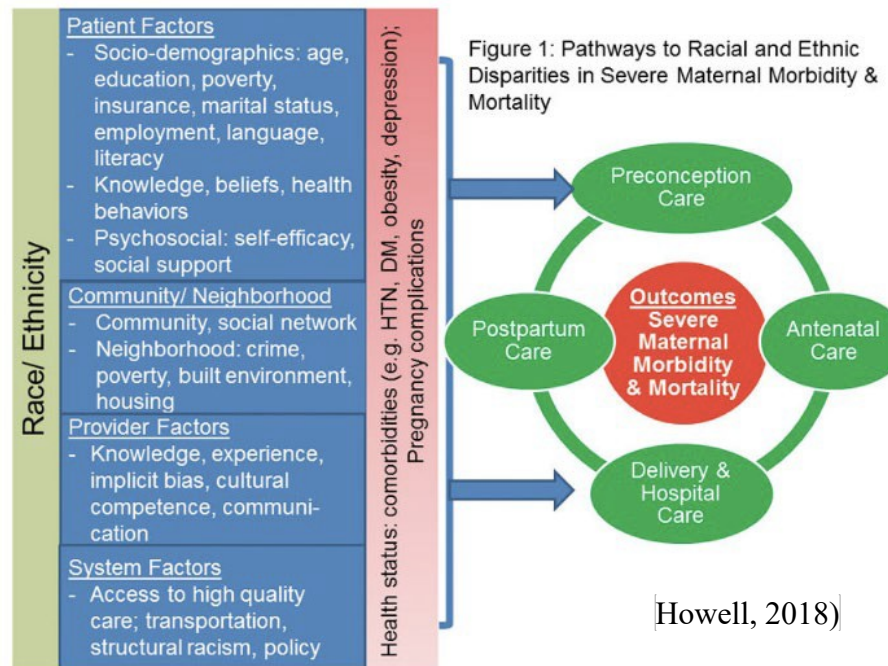 Race/ Ethnicity
Patient Factors
- Socio-demographics: age,
education, poverty,
insurance, marital status,
employment, language,
literacy
- Knowledge, beliefs, health
behaviors
- Psychosocial: self-efficacy,
social support
Community/ Neighborhood
- Community, social network
- Neighborhood: crime,
poverty, built environment,
housing
Provider Factors
- Knowledge, experience,
implicit bias, cultural
competence, communi-
cation
System Factors
- Access to high quality
care; transportation,
structural racism, policy
Health status: comorbidities (e.g. HTN, DM, obesity, depression);
Pregnancy complications
Figure 1: Pathways to Racial and Ethnic
Disparities in Severe Maternal Morbidity &
Mortality
Preconception
Care
Postpartum
Care
Outcomes
Severe
Maternal
Morbidity
& Mortality
Antenatal
Care
Delivery &
Hospital
Care
Howell, 2018)